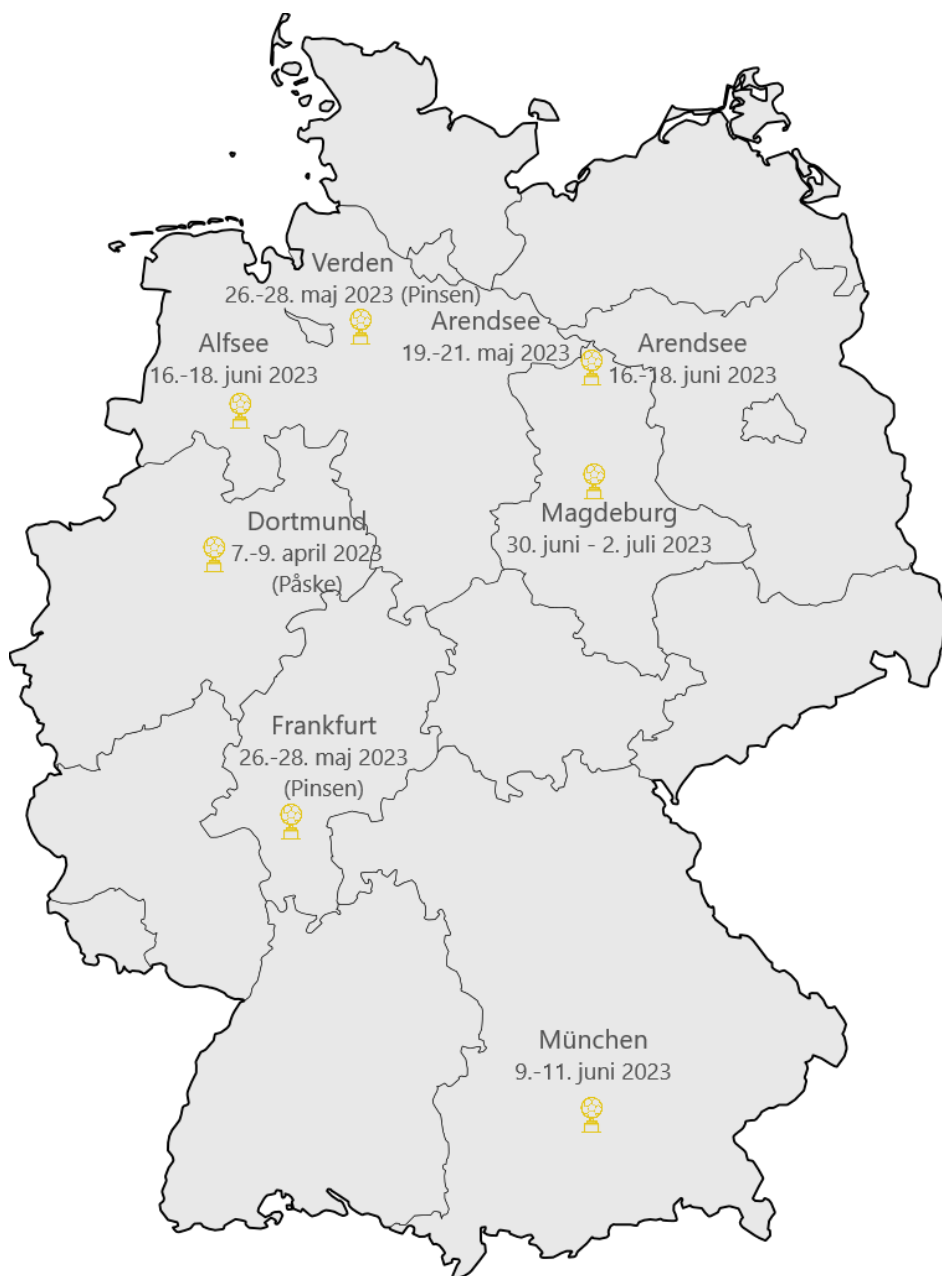 Verden
26.-28. maj 2023 (Pinsen)
Arendsee
19.-21. maj 2023
Alfsee
16.-18. juni 2023
Arendsee
16.-18. juni 2023
Dortmund
7.-9. april 2023
(Påske)
Magdeburg
30. juni - 2. juli 2023
Frankfurt
26.-28. maj 2023
(Pinsen)
München
9.-11. juni 2023